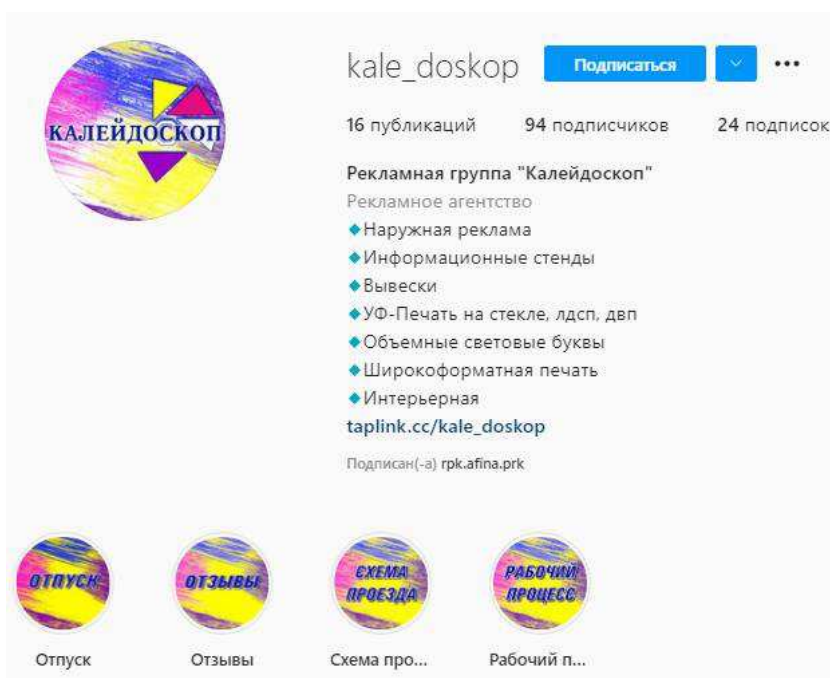 КАЛЕЙДОСКОП
kale_doskop Подписаться
16 публикаций 94 подписчиков 24 подписок
Рекламная группа "Калейдоскоп"
Рекламное агентство
Наружная реклама
Информационные стенды
Вывески
УФ-Печать на стекле, лдсп, двп
Объемные световые буквы
Широкоформатная печать
Интерьерная
taplink.cc/kale_doskop
Подписан(-а) rpk.afina.prk
ОТПУСК ОТЗЫВЫ СХЕМА ПРОЕЗДА РАБОЧИЙ ПРОЦЕСС
Отпуск Отзывы Схема про... Рабочий п...